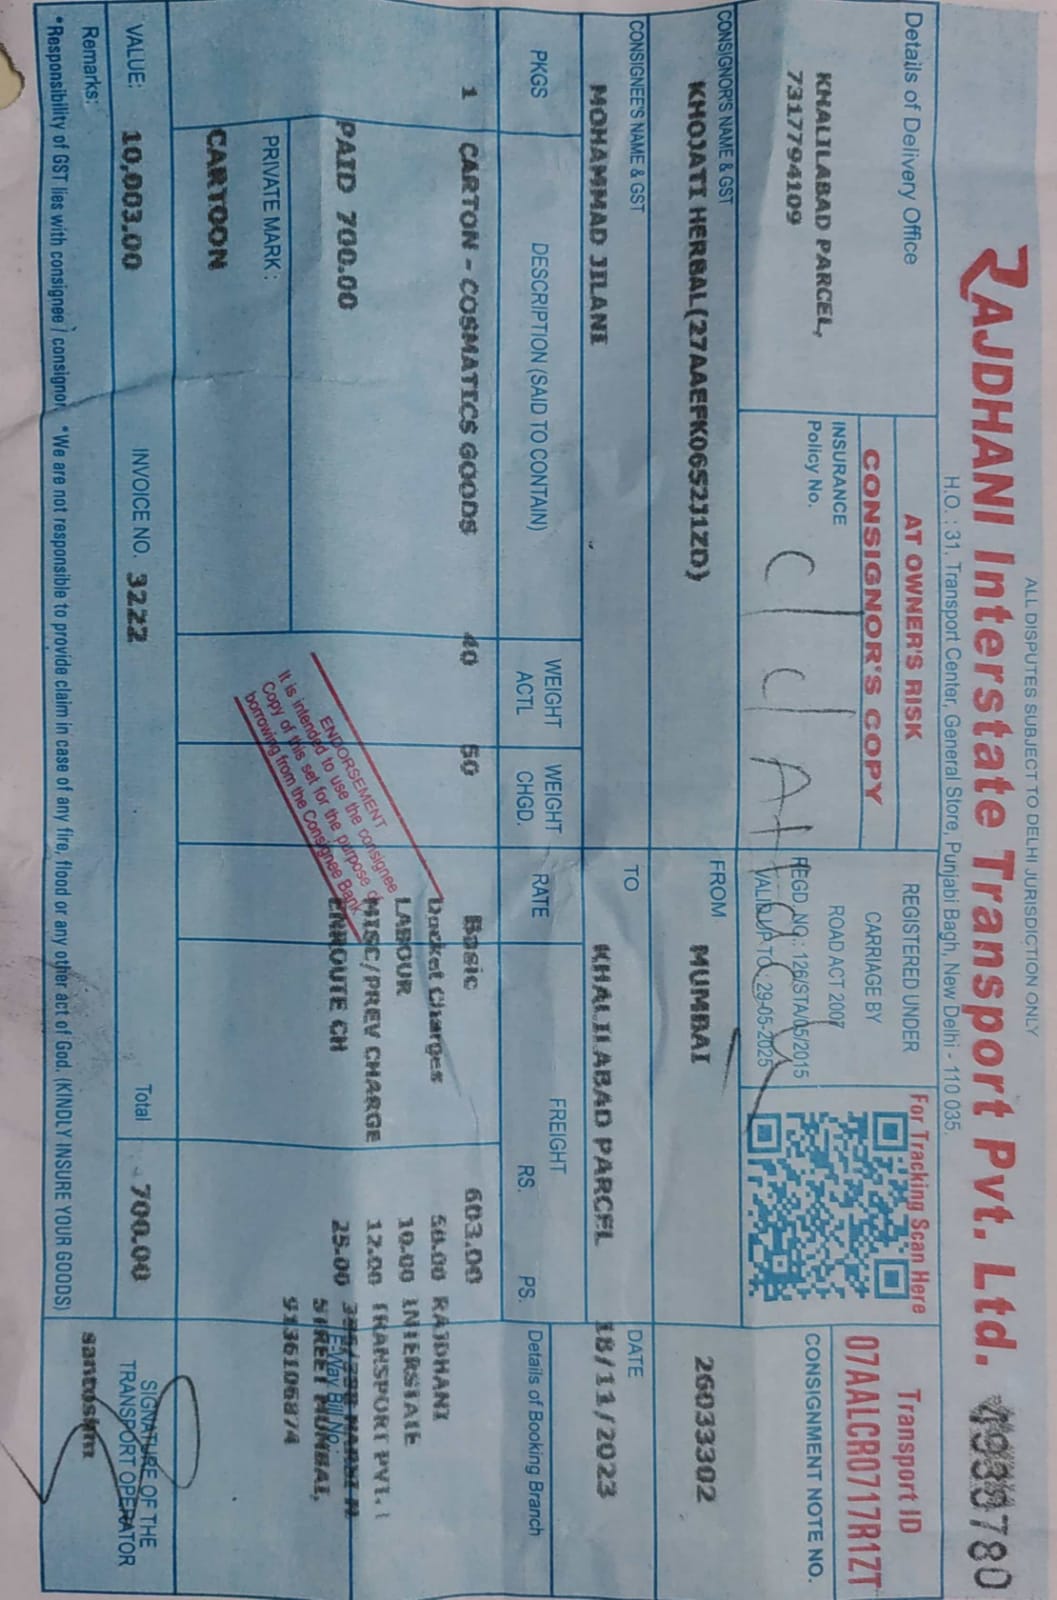 ALL DISPUTES SUBJECT TO DELHI JURISDICTION ONLY
RAJDHANI Interstate Transport Pvt. Ltd.
H.O. : 31, Transport Center, General Store, Punjabi Bagh, New Delhi - 110 035.
780
Details of Delivery Office
KHALILABAD PARCEL,
7317794109
AT OWNER'S RISK
CONSIGNOR'S COPY
INSURANCE
Policy No.
REGISTERED UNDER
CARRIAGE BY
ROAD ACT 2007
REGD. NO.: 126/STA/05/2015
VALID UP TO 29-05-2025
For Tracking Scan Here
Transport ID
07AALCR0717R1ZT
CONSIGNMENT NOTE NO.
26033302
CONSIGNOR'S NAME & GST
KHOJATI HERBAL(27AAEFK0652J1ZD)
FROM
MUMBAI
CONSIGNEE'S NAME & GST
MOHAMMAD JILANI
TO
KHALILABAD PARCEL
DATE
18/11/2023
PKGS
DESCRIPTION (SAID TO CONTAIN)
WEIGHT ACTL
WEIGHT CHGD.
RATE
FREIGHT
RS. PS.
Details of Booking Branch
1 CARTON - COSMATICS GOODS 40 50 Basic 603.00
Docket Charges 50.00 RAJDHANI
LABOUR 10.00 INTERSTATE
MISC/PREV CHARGE 12.00 TRANSPORT PVT. L
PAID 700.00
ENROUTE CH 25.00
E-Way Bill No.:
STREET MUMBAI,
9136106874
PRIVATE MARK :
CARTOON
ENDORSEMENT
It is intended to use the consignee
Copy of this set for the purpose of
borrowing from the Consignee Bank
VALUE: 10,003.00
INVOICE NO. 3222
Total 700.00
Remarks:
SIGNATURE OF THE
TRANSPORT OPERATOR
santoshm
*Responsibility of GST lies with consignee / consignor *We are not responsible to provide claim in case of any fire, flood or any other act of God. (KINDLY INSURE YOUR GOODS)